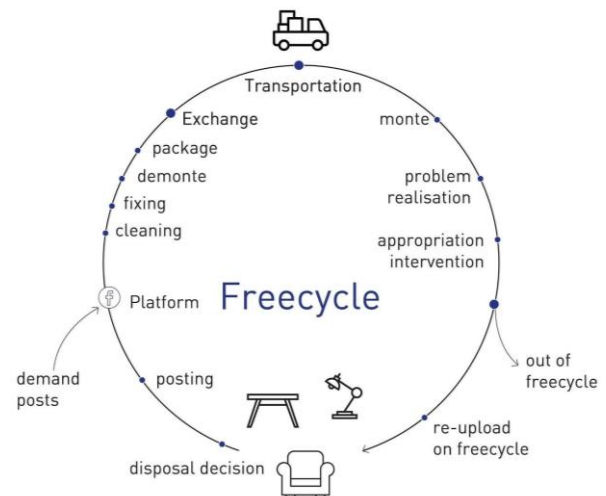 Transportation
Exchange
monte
package
demonte
problem
realisation
fixing
cleaning
appropriation
intervention
Freecycle
f
Platform
out of
freecycle
demand
posts
posting
re-upload
on freecycle
disposal decision